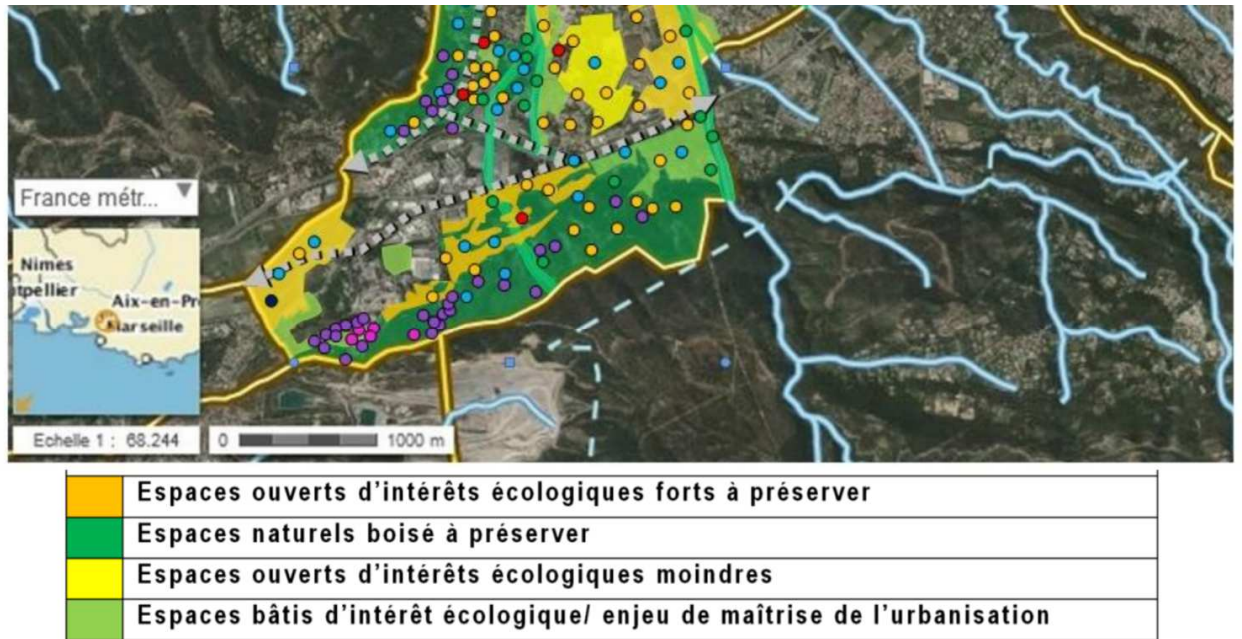 France métr...
Nimes
tpellier
Aix-en-Pr
Marseille
Echelle 1 : 68.244
0 1000 m
Espaces ouverts d'intérêts écologiques forts à préserver
Espaces naturels boisé à préserver
Espaces ouverts d'intérêts écologiques moindres
Espaces bâtis d'intérêt écologique/ enjeu de maîtrise de l'urbanisation